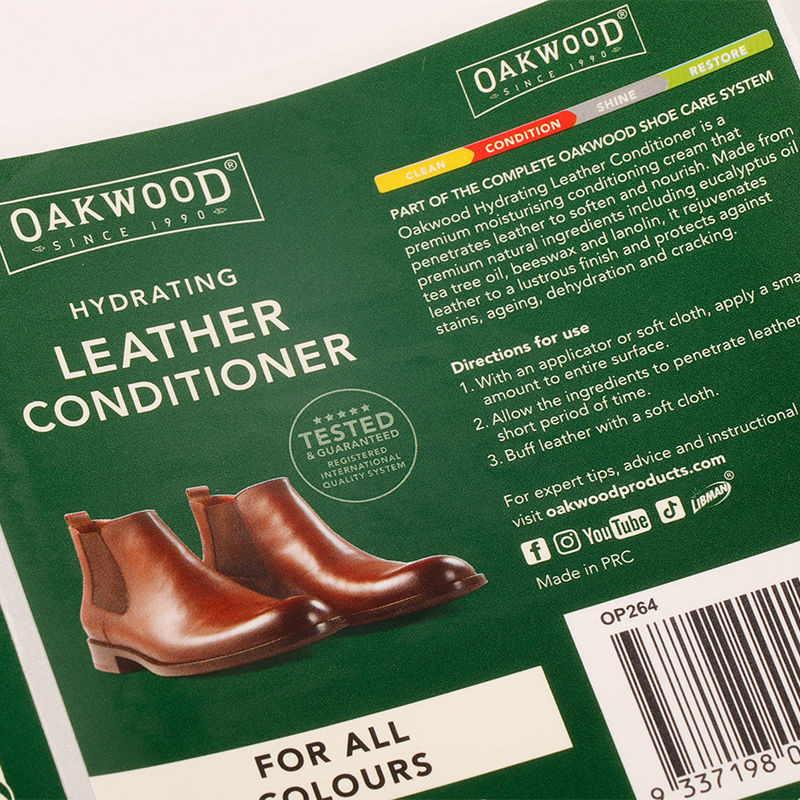 OAKWOOD®
SINCE 1990
HYDRATING
LEATHER
CONDITIONER
TESTED
& GUARANTEED
REGISTERED
INTERNATIONAL
QUALITY SYSTEM
FOR ALL
COLOURS
OAKWOOD®
SINCE 1990
CLEAN CONDITION SHINE RESTORE
PART OF THE COMPLETE OAKWOOD SHOE CARE SYSTEM
Oakwood Hydrating Leather Conditioner is a
premium moisturising conditioning cream that
penetrates leather to soften and nourish. Made from
premium natural ingredients including eucalyptus oil
tea tree oil, beeswax and lanolin, it rejuvenates
leather to a lustrous finish and protects against
stains, ageing, dehydration and cracking.
Directions for use
1. With an applicator or soft cloth, apply a
amount to entire surface.
2. Allow the ingredients to penetrate leather
short period of time.
3. Buff leather with a soft cloth.
For expert tips, advice and instructional
visit oakwoodproducts.com
YouTube LIBMAN®
Made in PRC
OP264
9 337198 0